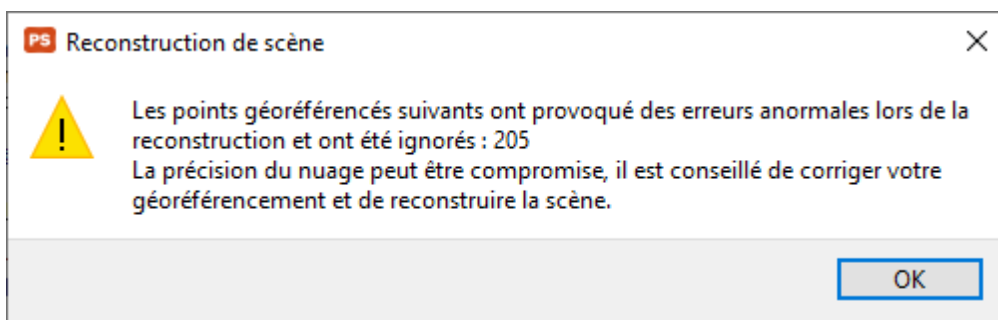 PS Reconstruction de scène
Les points géoréférencés suivants ont provoqué des erreurs anormales lors de la
reconstruction et ont été ignorés : 205
La précision du nuage peut être compromise, il est conseillé de corriger votre
géoréférencement et de reconstruire la scène.
OK